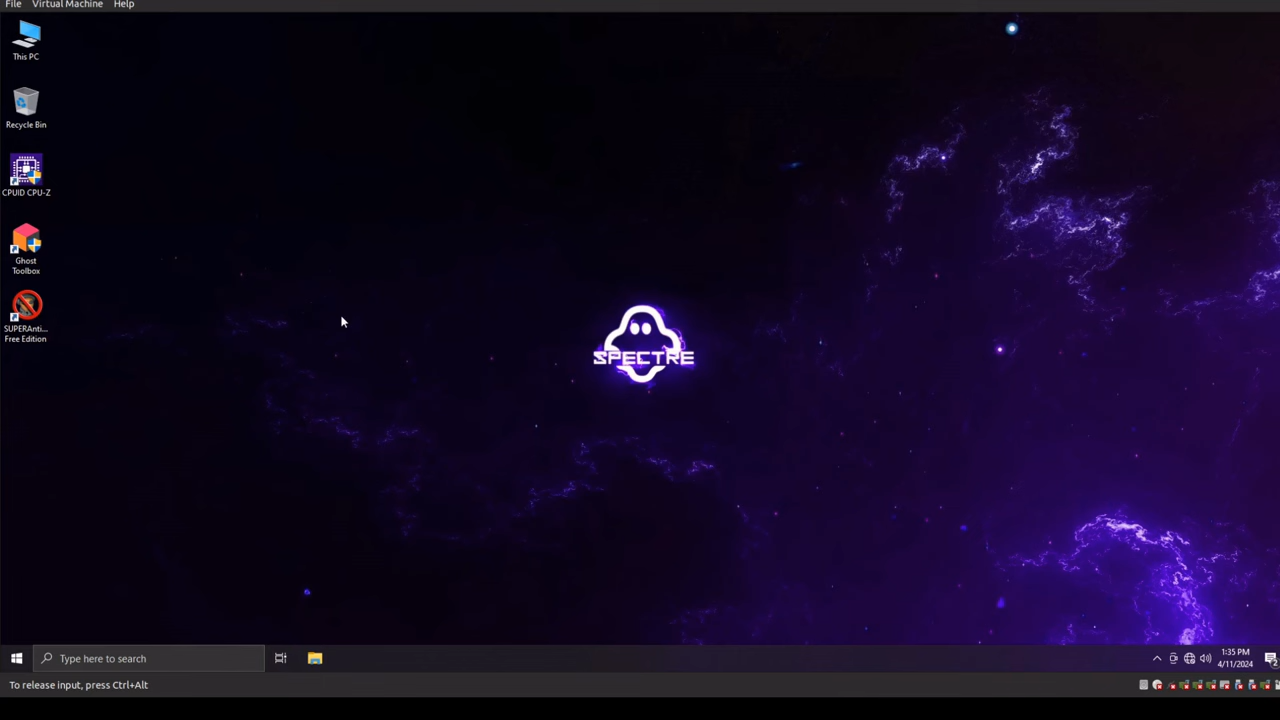 File Virtual Machine Help
This PC
Recycle Bin
CPUID CPU-Z
Ghost
Toolbox
SUPERAnti...
Free Edition
SPECTRE
Type here to search
1:35 PM
4/11/2024
2
To release input, press Ctrl+Alt